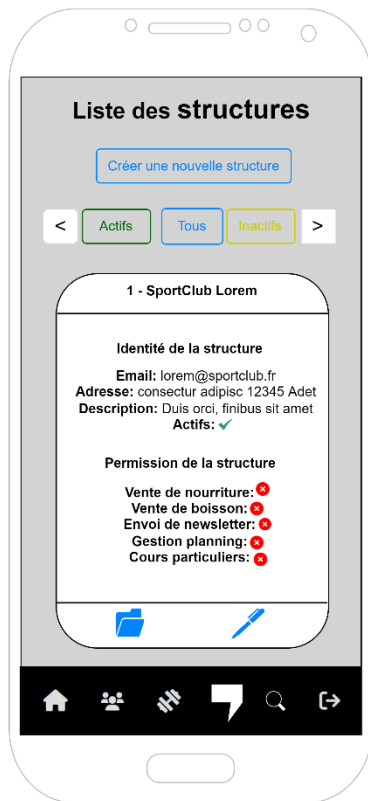 Liste des structures
Créer une nouvelle structure
< Actifs Tous Inactifs >
1 - SportClub Lorem
Identité de la structure
Email: lorem@sportclub.fr
Adresse: consectur adipisc 12345 Adet
Description: Duis orci, finibus sit amet
Actifs:
Permission de la structure
Vente de nourriture:
Vente de boisson:
Envoi de newsletter:
Gestion planning:
Cours particuliers: